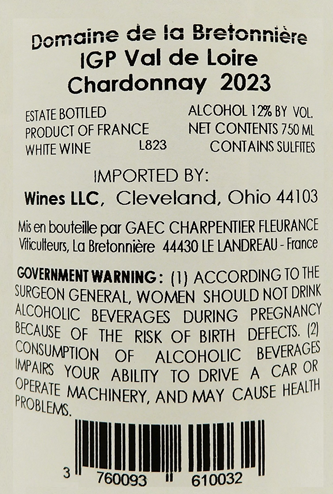 Domaine de la Bretonnière
IGP Val de Loire
Chardonnay 2023
ESTATE BOTTLED ALCOHOL 12% BY VOL.
PRODUCT OF FRANCE NET CONTENTS 750 ML
WHITE WINE L823 CONTAINS SULFITES
IMPORTED BY:
Wines LLC, Cleveland, Ohio 44103
Mis en bouteille par GAEC CHARPENTIER FLEURANCE
Viticulteurs, La Bretonnière 44430 LE LANDREAU - France
GOVERNMENT WARNING: (1) ACCORDING TO THE
SURGEON GENERAL, WOMEN SHOULD NOT DRINK
ALCOHOLIC BEVERAGES DURING PREGNANCY
BECAUSE OF THE RISK OF BIRTH DEFECTS. (2)
CONSUMPTION OF ALCOHOLIC BEVERAGES
IMPAIRS YOUR ABILITY TO DRIVE A CAR OR
OPERATE MACHINERY, AND MAY CAUSE HEALTH
PROBLEMS.
3 760093 610032